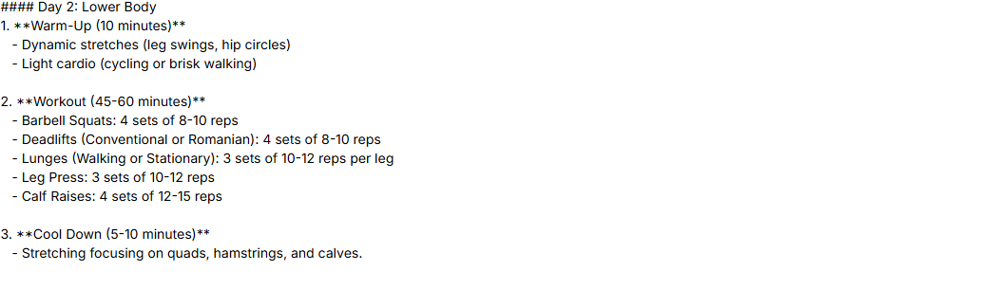 #### Day 2: Lower Body
1. **Warm-Up (10 minutes)**
- Dynamic stretches (leg swings, hip circles)
- Light cardio (cycling or brisk walking)
2. **Workout (45-60 minutes)**
- Barbell Squats: 4 sets of 8-10 reps
- Deadlifts (Conventional or Romanian): 4 sets of 8-10 reps
- Lunges (Walking or Stationary): 3 sets of 10-12 reps per leg
- Leg Press: 3 sets of 10-12 reps
- Calf Raises: 4 sets of 12-15 reps
3. **Cool Down (5-10 minutes)**
- Stretching focusing on quads, hamstrings, and calves.